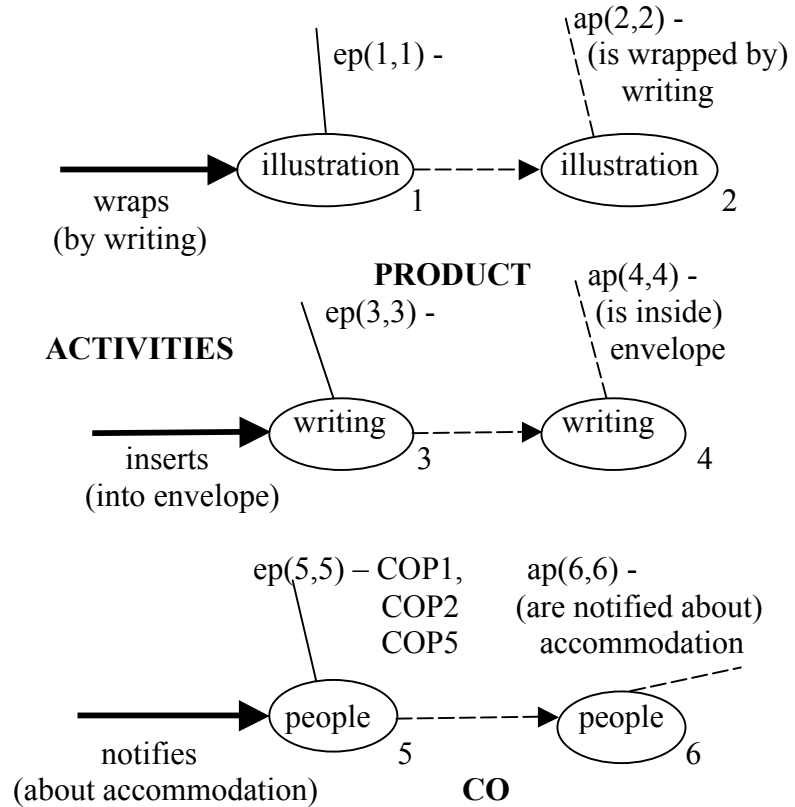 ep(1,1) -
ap(2,2) -
(is wrapped by)
writing
illustration
illustration
1
2
wraps
(by writing)
PRODUCT
ACTIVITIES
ep(3,3) -
ap(4,4) -
(is inside)
envelope
writing
writing
3
4
inserts
(into envelope)
ep(5,5) – COP1,
COP2
COP5
ap(6,6) -
(are notified about)
accommodation
people
people
5
6
notifies
(about accommodation)
CO